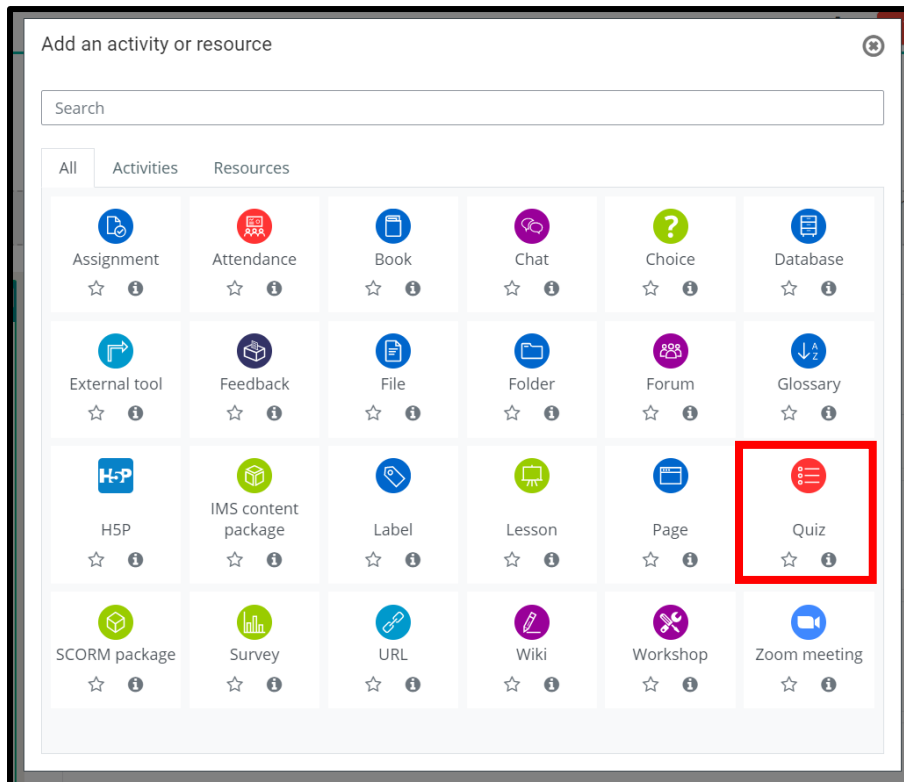 Add an activity or resource
Search
All Activities Resources
Assignment Attendance Book Chat Choice Database
External tool Feedback File Folder Forum Glossary
H5P IMS content package Label Lesson Page Quiz
SCORM package Survey URL Wiki Workshop Zoom meeting